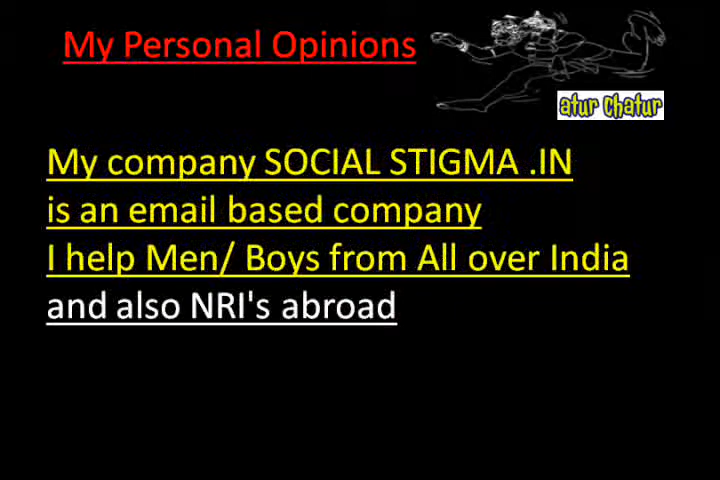 My Personal Opinions
atur chatur
My company SOCIAL STIGMA .IN
is an email based company
I help Men/ Boys from All over India
and also NRI's abroad